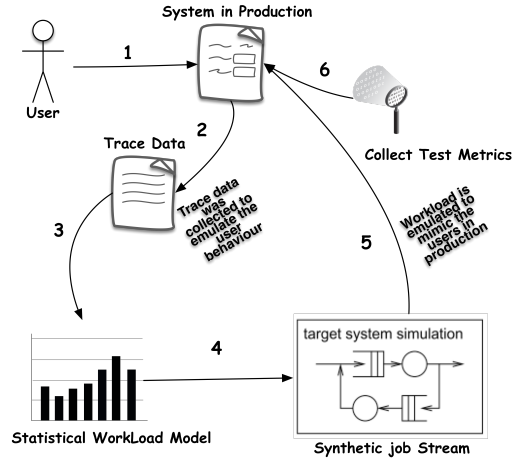 System in Production
1
6
User
2
Trace Data
Collect Test Metrics
Trace data
was
collected to
emulate the
user
behaviour
Workload is
emulated to
mimic the
users in
production
3
5
target system simulation
4
Statistical WorkLoad Model
Synthetic job Stream